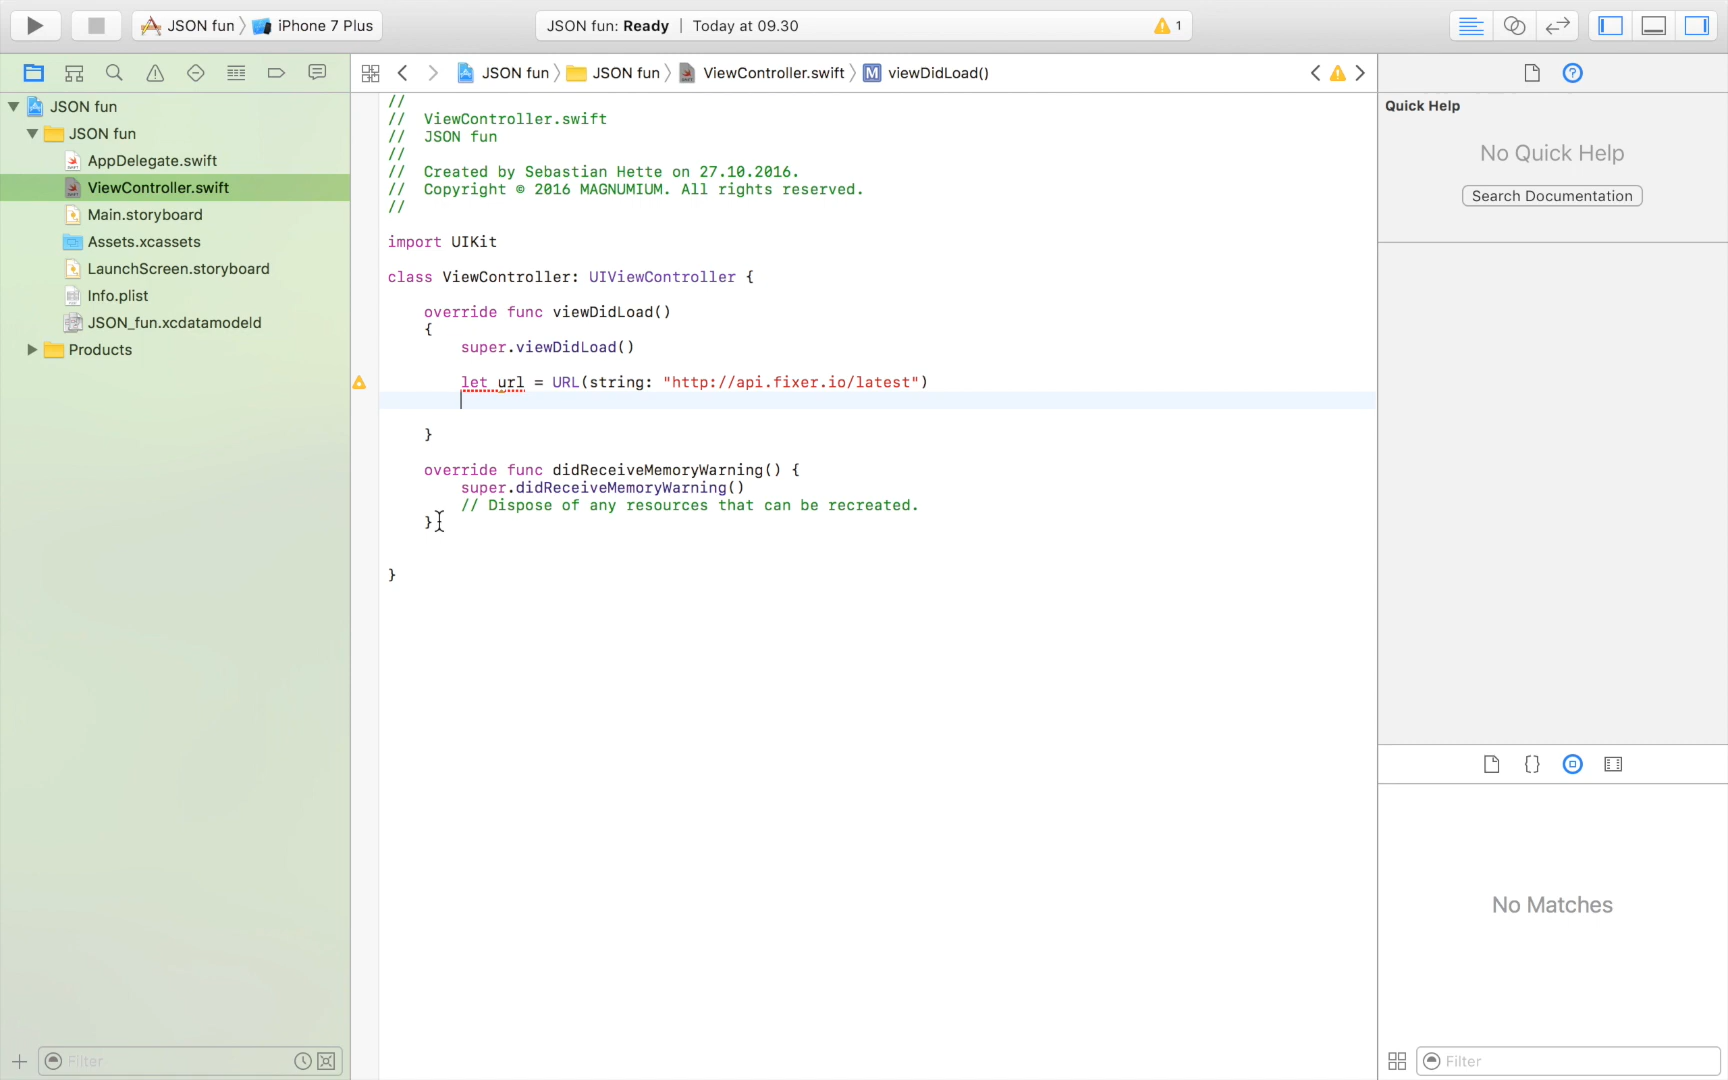 JSON fun iPhone 7 Plus
JSON fun: Ready | Today at 09.30
1
JSON fun JSON fun ViewController.swift M viewDidLoad()
JSON fun
JSON fun
AppDelegate.swift
ViewController.swift
Main.storyboard
Assets.xcassets
LaunchScreen.storyboard
Info.plist
JSON_fun.xcdatamodeld
Products
Filter
//
// ViewController.swift
// JSON fun
//
// Created by Sebastian Hette on 27.10.2016.
// Copyright © 2016 MAGNUMIUM. All rights reserved.
//
import UIKit
class ViewController: UIViewController {
override func viewDidLoad()
{
super.viewDidLoad()
let url = URL(string: "http://api.fixer.io/latest")
}
override func didReceiveMemoryWarning() {
super.didReceiveMemoryWarning()
// Dispose of any resources that can be recreated.
}
}
Quick Help
No Quick Help
Search Documentation
{}
No Matches
Filter